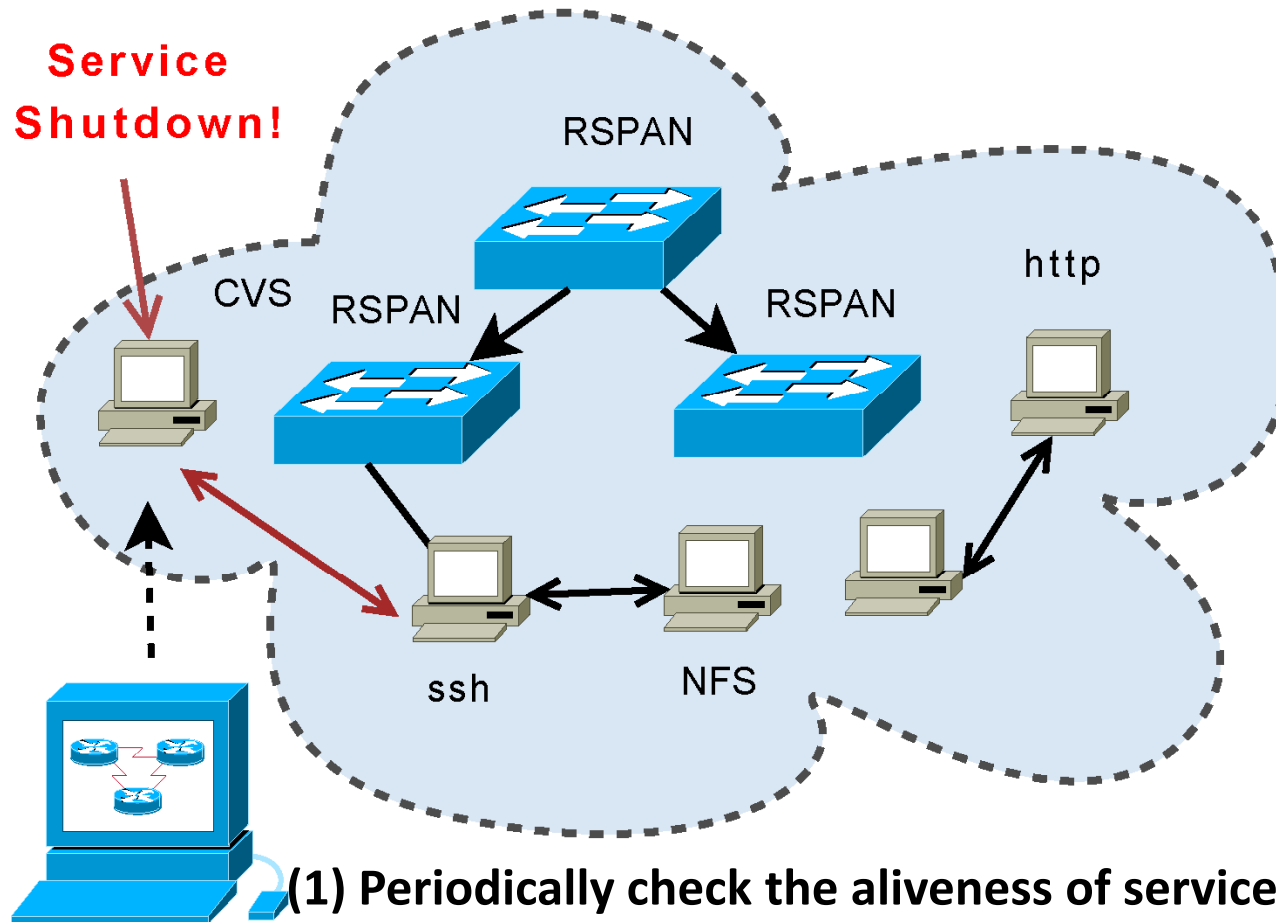 Service
Shutdown!
RSPAN
http
CVS
RSPAN
RSPAN
ssh
NFS
(1) Periodically check the aliveness of service